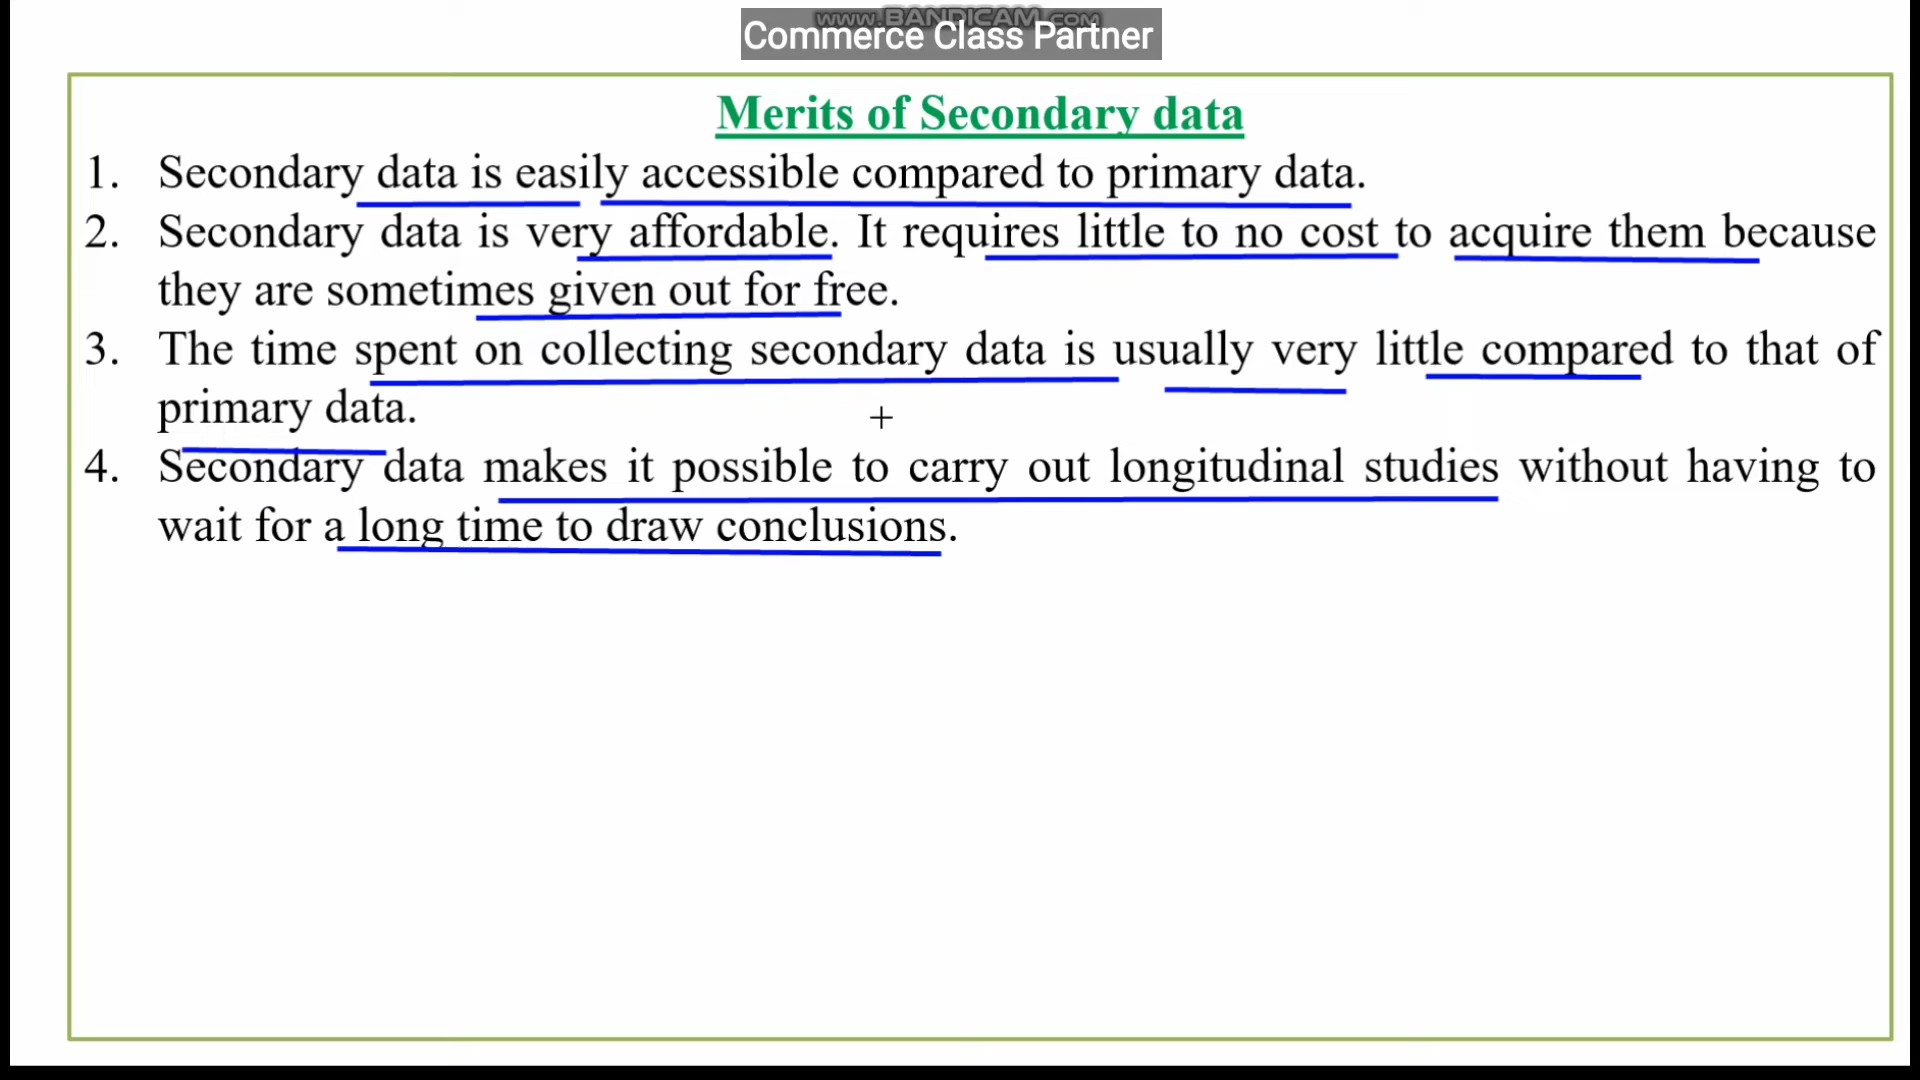 www.BANDICAM.com
Commerce Class Partner
Merits of Secondary data
1. Secondary data is easily accessible compared to primary data.
2. Secondary data is very affordable. It requires little to no cost to acquire them because
they are sometimes given out for free.
3. The time spent on collecting secondary data is usually very little compared to that of
primary data.
4. Secondary data makes it possible to carry out longitudinal studies without having to
wait for a long time to draw conclusions.